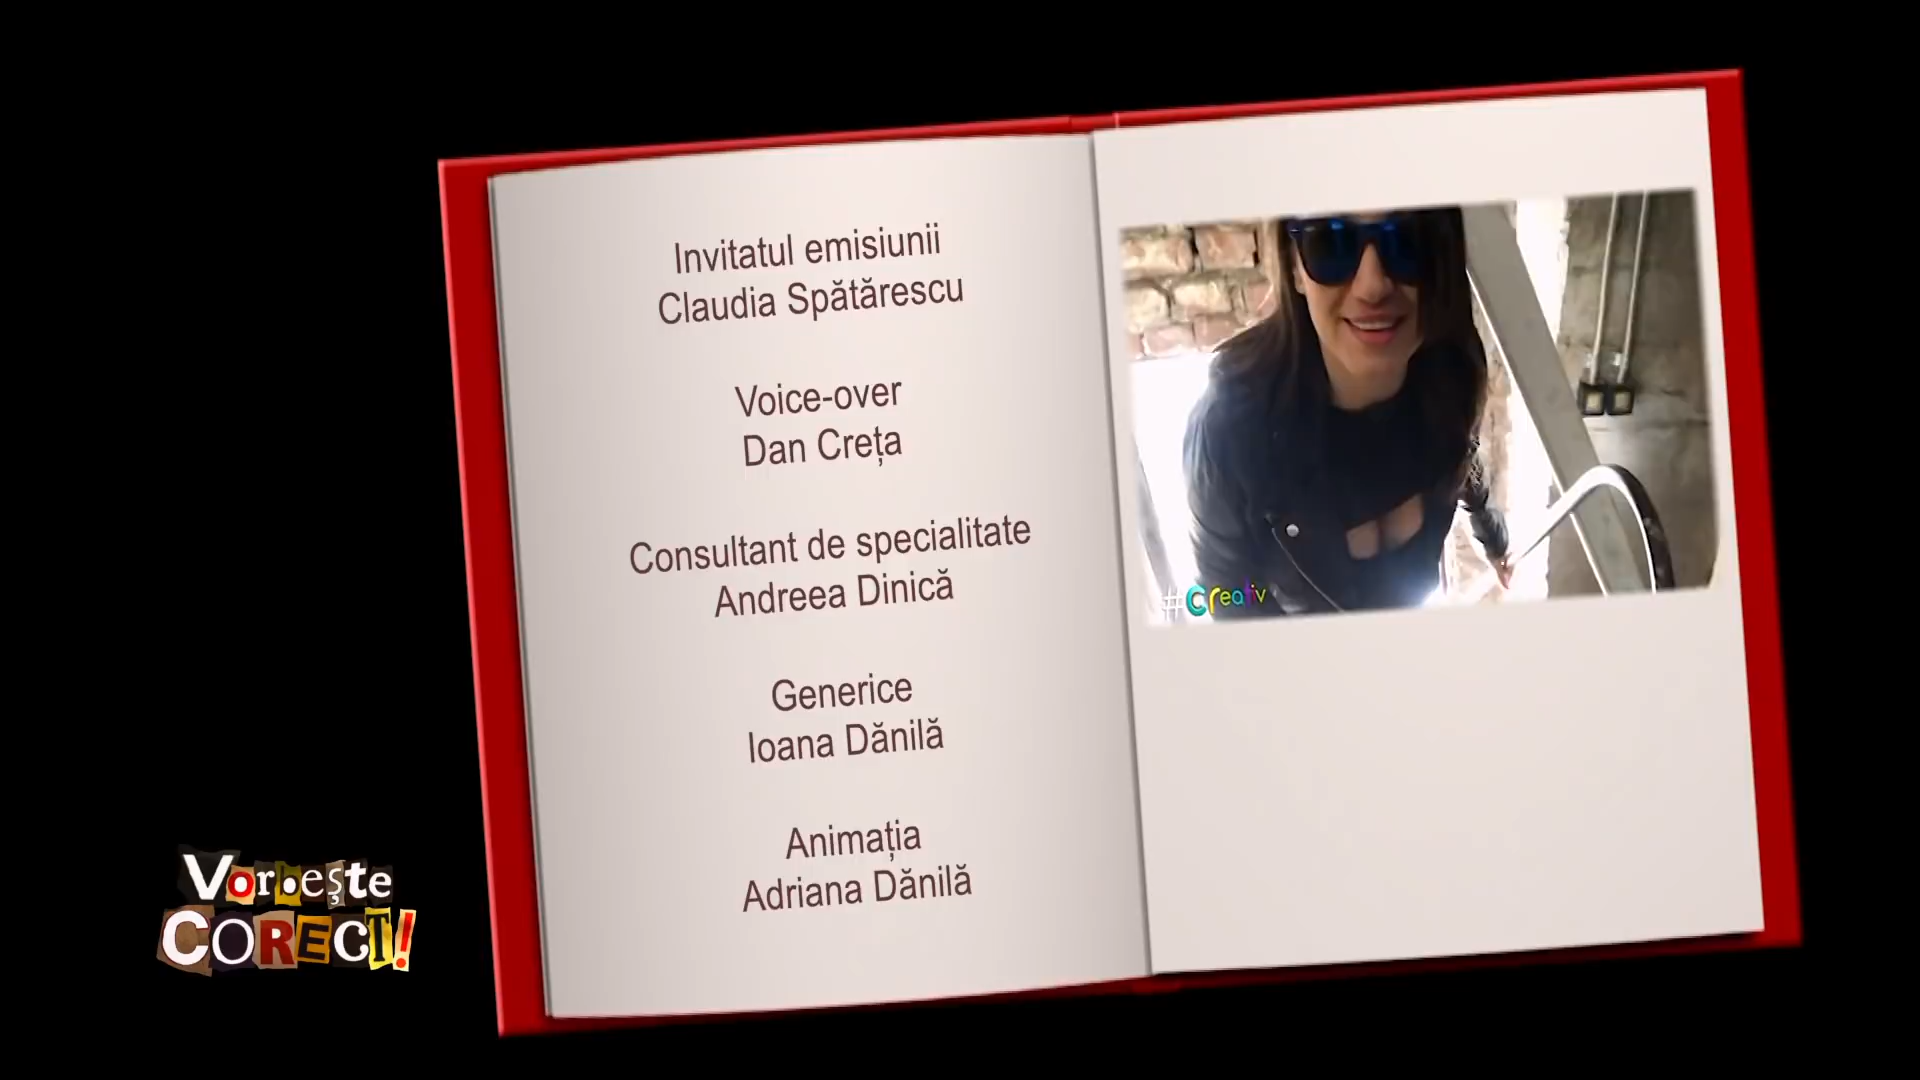 Invitatul emisiunii
Claudia Spătărescu
Voice-over
Dan Creța
Consultant de specialitate
Andreea Dinică
Generice
Ioana Dănilă
Animația
Adriana Dănilă
#Creativ
Vorbește
CORECT!